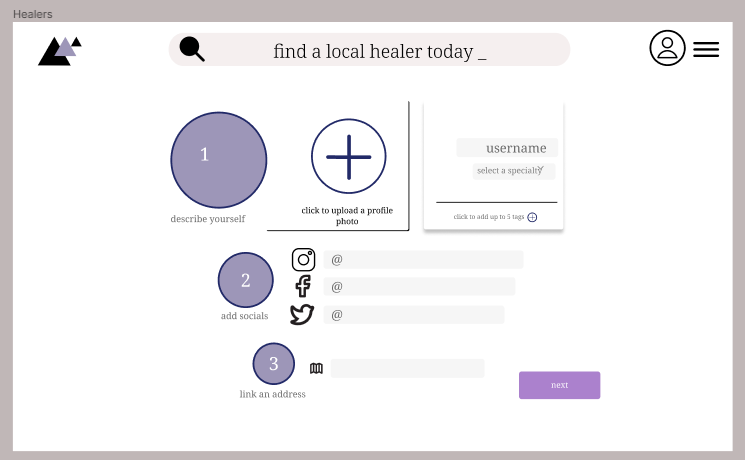 Healers
find a local healer today _
1
describe yourself
click to upload a profile
photo
username
select a specialty
click to add up to 5 tags
2
add socials
@
@
@
3
link an address
next